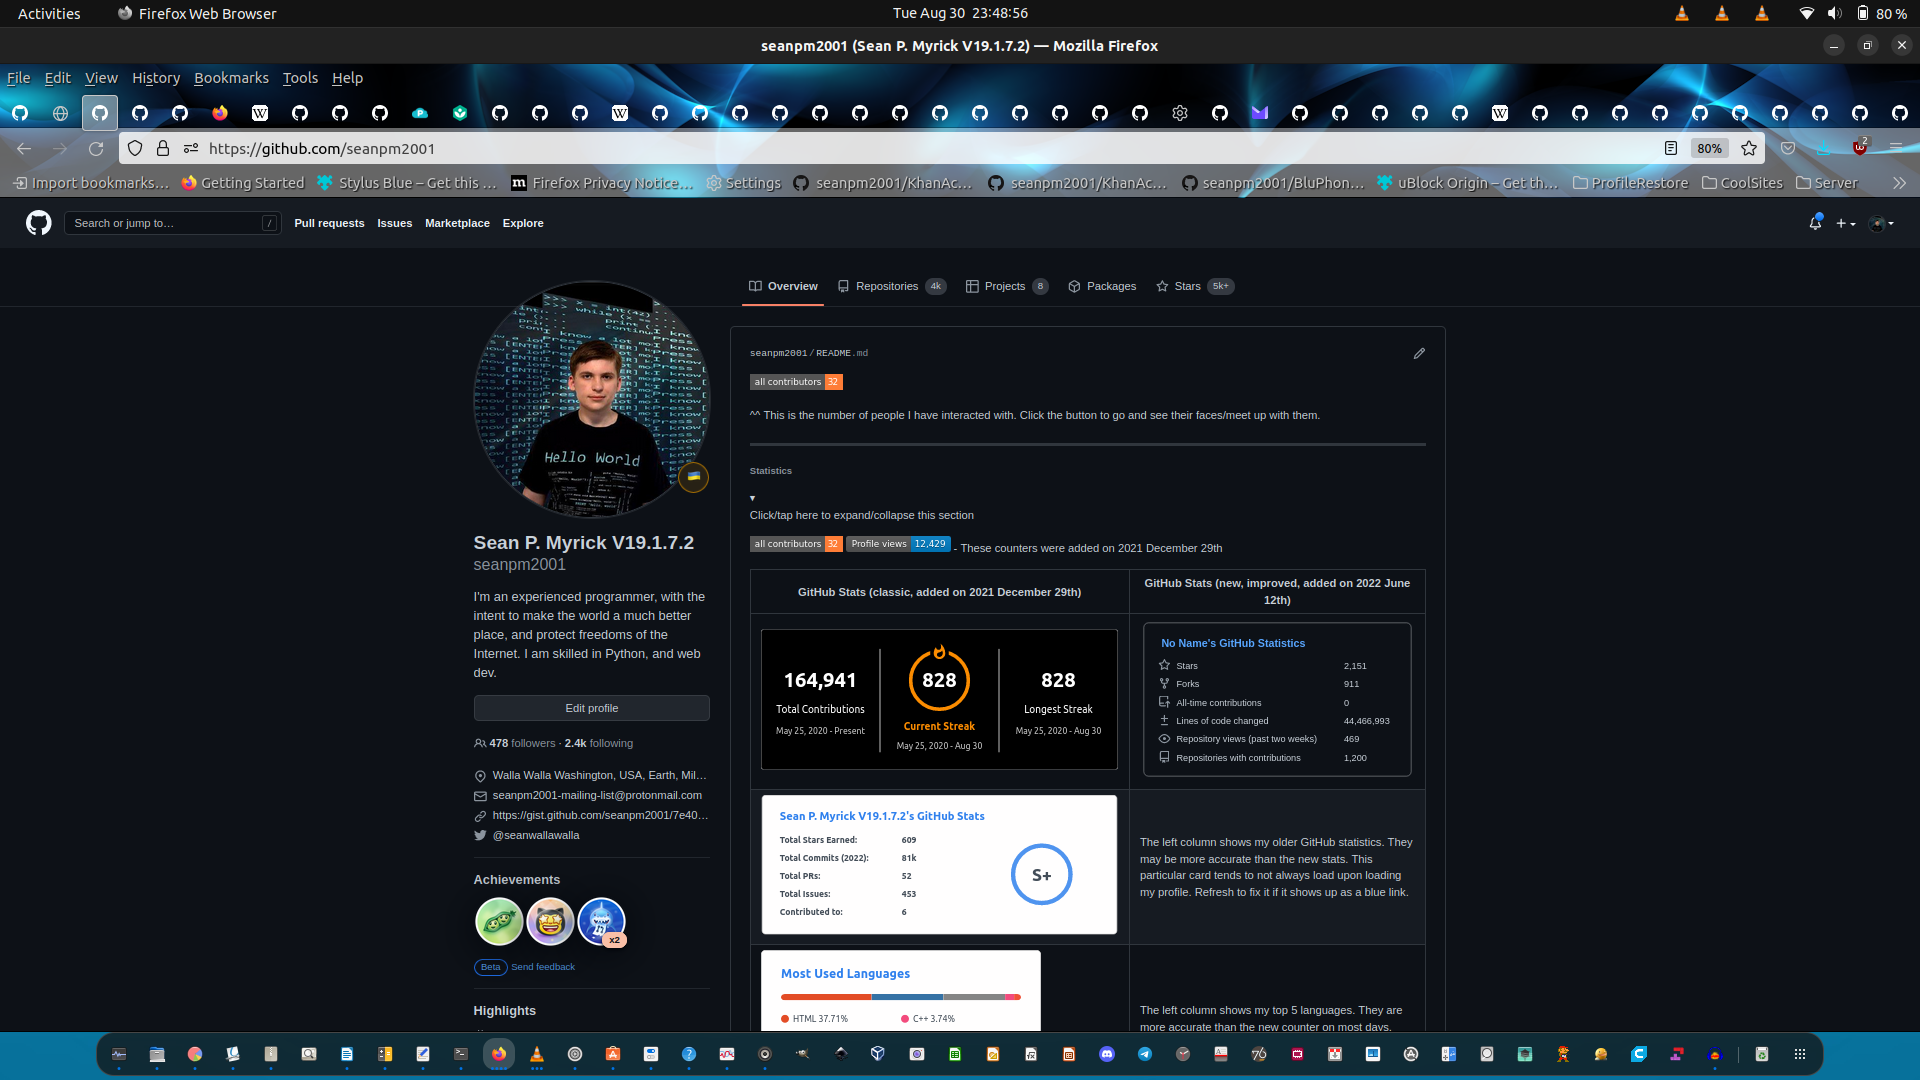 Activities
Firefox Web Browser
Tue Aug 30  23:48:56
80 %
seanpm2001 (Sean P. Myrick V19.1.7.2) — Mozilla Firefox
File Edit View History Bookmarks Tools Help
https://github.com/seanpm2001
80%
2
Import bookmarks…
Getting Started
Stylus Blue – Get this …
Firefox Privacy Notice…
Settings
seanpm2001/KhanAc…
seanpm2001/KhanAc…
seanpm2001/BluPhon…
uBlock Origin – Get th…
ProfileRestore
CoolSites
Server
Search or jump to…
/
Pull requests
Issues
Marketplace
Explore
Overview
Repositories 4k
Projects 8
Packages
Stars 5k+
Hello World
Sean P. Myrick V19.1.7.2
seanpm2001
I'm an experienced programmer, with the
intent to make the world a much better
place, and protect freedoms of the
Internet. I am skilled in Python, and web
dev.
Edit profile
478 followers · 2.4k following
Walla Walla Washington, USA, Earth, Mil…
seanpm2001-mailing-list@protonmail.com
https://gist.github.com/seanpm2001/7e40…
@seanwallawalla
Achievements
x2
Beta Send feedback
Highlights
seanpm2001/README.md
all contributors 32
^^ This is the number of people I have interacted with. Click the button to go and see their faces/meet up with them.
Statistics
▾
Click/tap here to expand/collapse this section
all contributors 32 Profile views 12,429 - These counters were added on 2021 December 29th
GitHub Stats (classic, added on 2021 December 29th)
GitHub Stats (new, improved, added on 2022 June
12th)
164,941
Total Contributions
May 25, 2020 - Present
828
Current Streak
May 25, 2020 - Aug 30
828
Longest Streak
May 25, 2020 - Aug 30
No Name's GitHub Statistics
Stars 2,151
Forks 911
All-time contributions 0
Lines of code changed 44,466,993
Repository views (past two weeks) 469
Repositories with contributions 1,200
Sean P. Myrick V19.1.7.2's GitHub Stats
Total Stars Earned: 609
Total Commits (2022): 81k
Total PRs: 52
Total Issues: 453
Contributed to: 6
S+
The left column shows my older GitHub statistics. They
may be more accurate than the new stats. This
particular card tends to not always load upon loading
my profile. Refresh to fix it if it shows up as a blue link.
Most Used Languages
HTML 37.71%
C++ 3.74%
The left column shows my top 5 languages. They are
more accurate than the new counter on most days.